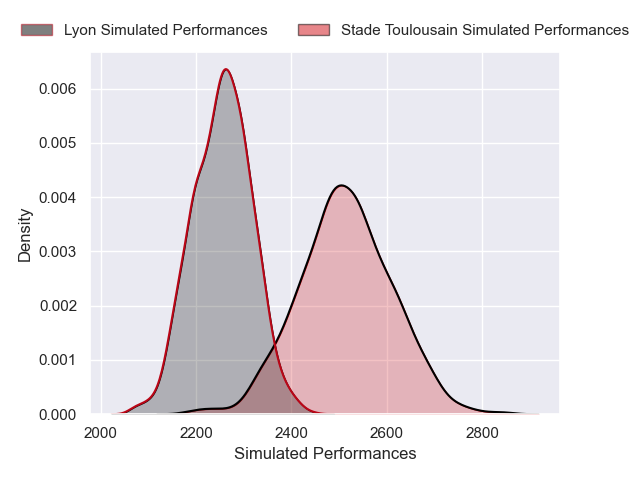 Lyon Simulated Performances
Stade Toulousain Simulated Performances
0.006
0.005
0.004
0.003
0.002
0.001
0.000
Density
2000 2200 2400 2600 2800
Simulated Performances